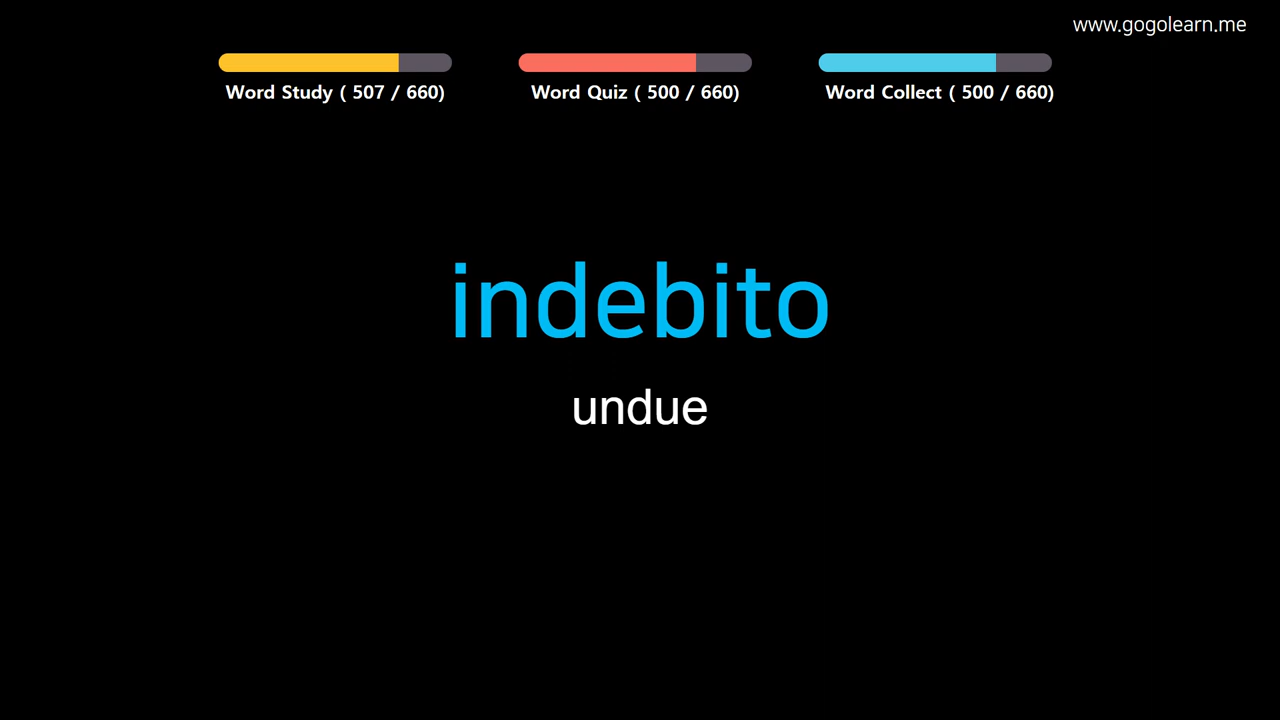 www.gogolearn.me
Word Study ( 507 / 660)
Word Quiz ( 500 / 660)
Word Collect ( 500 / 660)
indebito
undue